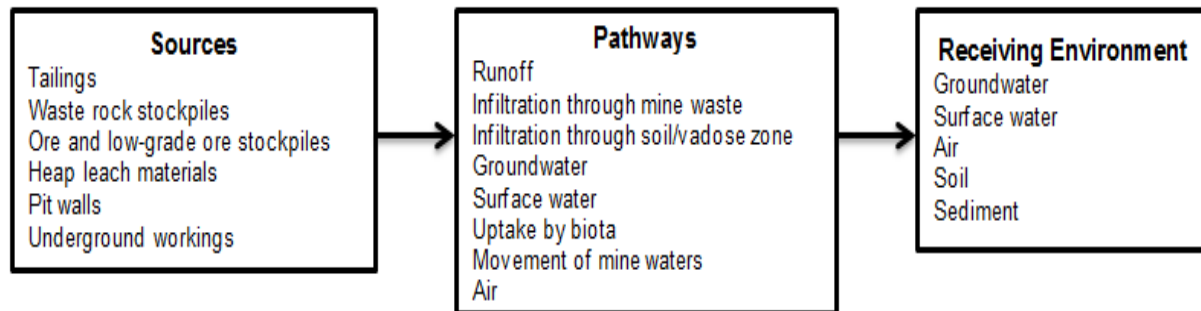 Sources
Tailings
Waste rock stockpiles
Ore and low-grade ore stockpiles
Heap leach materials
Pit walls
Underground workings
Pathways
Runoff
Infiltration through mine waste
Infiltration through soil/vadose zone
Groundwater
Surface water
Uptake by biota
Movement of mine waters
Air
Receiving Environment
Groundwater
Surface water
Air
Soil
Sediment